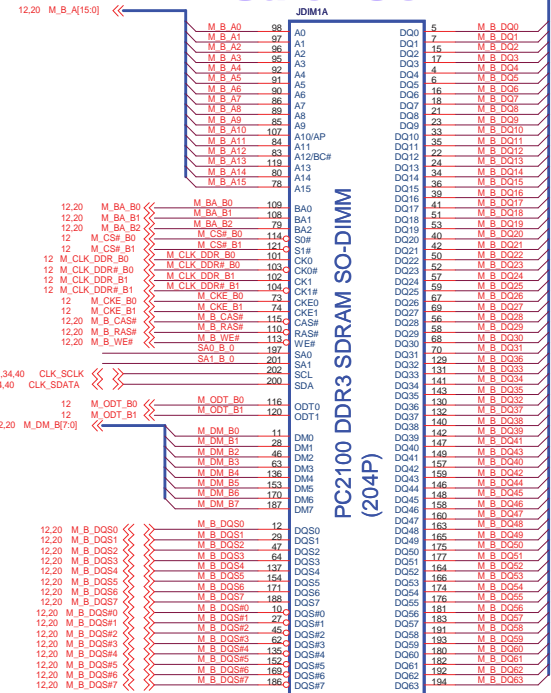 12,20 M_B_A[15:0]
JDIM1A
M_B_A0 98 A0
M_B_A1 97 A1
M_B_A2 96 A2
M_B_A3 95 A3
M_B_A4 92 A4
M_B_A5 91 A5
M_B_A6 90 A6
M_B_A7 86 A7
M_B_A8 89 A8
M_B_A9 85 A9
M_B_A10 107 A10/AP
M_B_A11 84 A11
M_B_A12 83 A12/BC#
M_B_A13 119 A13
M_B_A14 80 A14
M_B_A15 78 A15
12,20 M_BA_B0 M_BA_B0 109 BA0
12,20 M_BA_B1 M_BA_B1 108 BA1
12,20 M_BA_B2 M_BA_B2 79 BA2
12 M_CS#_B0 M_CS#_B0 114 S0#
12 M_CS#_B1 M_CS#_B1 121 S1#
12 M_CLK_DDR_B0 M_CLK_DDR_B0 101 CK0
12 M_CLK_DDR#_B0 M_CLK_DDR#_B0 103 CK0#
12 M_CLK_DDR_B1 M_CLK_DDR_B1 102 CK1
12 M_CLK_DDR#_B1 M_CLK_DDR#_B1 104 CK1#
12 M_CKE_B0 M_CKE_B0 73 CKE0
12 M_CKE_B1 M_CKE_B1 74 CKE1
12,20 M_B_CAS# M_B_CAS# 115 CAS#
12,20 M_B_RAS# M_B_RAS# 110 RAS#
12,20 M_B_WE# M_B_WE# 113 WE#
SA0_B_0 197 SA0
SA1_B_0 201 SA1
,34,40 CLK_SCLK 202 SCL
4,40 CLK_SDATA 200 SDA
12 M_ODT_B0 M_ODT_B0 116 ODT0
12 M_ODT_B1 M_ODT_B1 120 ODT1
2,20 M_DM_B[7:0]
M_DM_B0 11 DM0
M_DM_B1 28 DM1
M_DM_B2 46 DM2
M_DM_B3 63 DM3
M_DM_B4 136 DM4
M_DM_B5 153 DM5
M_DM_B6 170 DM6
M_DM_B7 187 DM7
12,20 M_B_DQS0 M_B_DQS0 12 DQS0
12,20 M_B_DQS1 M_B_DQS1 29 DQS1
12,20 M_B_DQS2 M_B_DQS2 47 DQS2
12,20 M_B_DQS3 M_B_DQS3 64 DQS3
12,20 M_B_DQS4 M_B_DQS4 137 DQS4
12,20 M_B_DQS5 M_B_DQS5 154 DQS5
12,20 M_B_DQS6 M_B_DQS6 171 DQS6
12,20 M_B_DQS7 M_B_DQS7 188 DQS7
12,20 M_B_DQS#0 M_B_DQS#0 10 DQS#0
12,20 M_B_DQS#1 M_B_DQS#1 27 DQS#1
12,20 M_B_DQS#2 M_B_DQS#2 45 DQS#2
12,20 M_B_DQS#3 M_B_DQS#3 62 DQS#3
12,20 M_B_DQS#4 M_B_DQS#4 135 DQS#4
12,20 M_B_DQS#5 M_B_DQS#5 152 DQS#5
12,20 M_B_DQS#6 M_B_DQS#6 169 DQS#6
12,20 M_B_DQS#7 M_B_DQS#7 186 DQS#7
PC2100 DDR3 SDRAM SO-DIMM
(204P)
DQ0 5 M_B_DQ0
DQ1 7 M_B_DQ1
DQ2 15 M_B_DQ2
DQ3 17 M_B_DQ3
DQ4 4 M_B_DQ4
DQ5 6 M_B_DQ5
DQ6 16 M_B_DQ6
DQ7 18 M_B_DQ7
DQ8 21 M_B_DQ8
DQ9 23 M_B_DQ9
DQ10 33 M_B_DQ10
DQ11 35 M_B_DQ11
DQ12 22 M_B_DQ12
DQ13 24 M_B_DQ13
DQ14 34 M_B_DQ14
DQ15 36 M_B_DQ15
DQ16 39 M_B_DQ16
DQ17 41 M_B_DQ17
DQ18 51 M_B_DQ18
DQ19 53 M_B_DQ19
DQ20 40 M_B_DQ20
DQ21 42 M_B_DQ21
DQ22 50 M_B_DQ22
DQ23 52 M_B_DQ23
DQ24 57 M_B_DQ24
DQ25 59 M_B_DQ25
DQ26 67 M_B_DQ26
DQ27 69 M_B_DQ27
DQ28 56 M_B_DQ28
DQ29 58 M_B_DQ29
DQ30 68 M_B_DQ30
DQ31 70 M_B_DQ31
DQ32 129 M_B_DQ36
DQ33 131 M_B_DQ33
DQ34 141 M_B_DQ34
DQ35 143 M_B_DQ35
DQ36 130 M_B_DQ32
DQ37 132 M_B_DQ37
DQ38 140 M_B_DQ38
DQ39 142 M_B_DQ39
DQ40 147 M_B_DQ41
DQ41 149 M_B_DQ47
DQ42 157 M_B_DQ40
DQ43 159 M_B_DQ42
DQ44 146 M_B_DQ44
DQ45 148 M_B_DQ45
DQ46 158 M_B_DQ46
DQ47 160 M_B_DQ43
DQ48 163 M_B_DQ48
DQ49 165 M_B_DQ49
DQ50 175 M_B_DQ50
DQ51 177 M_B_DQ51
DQ52 164 M_B_DQ52
DQ53 166 M_B_DQ53
DQ54 174 M_B_DQ54
DQ55 176 M_B_DQ55
DQ56 181 M_B_DQ56
DQ57 183 M_B_DQ57
DQ58 191 M_B_DQ58
DQ59 193 M_B_DQ59
DQ60 180 M_B_DQ60
DQ61 182 M_B_DQ61
DQ62 192 M_B_DQ62
DQ63 194 M_B_DQ63